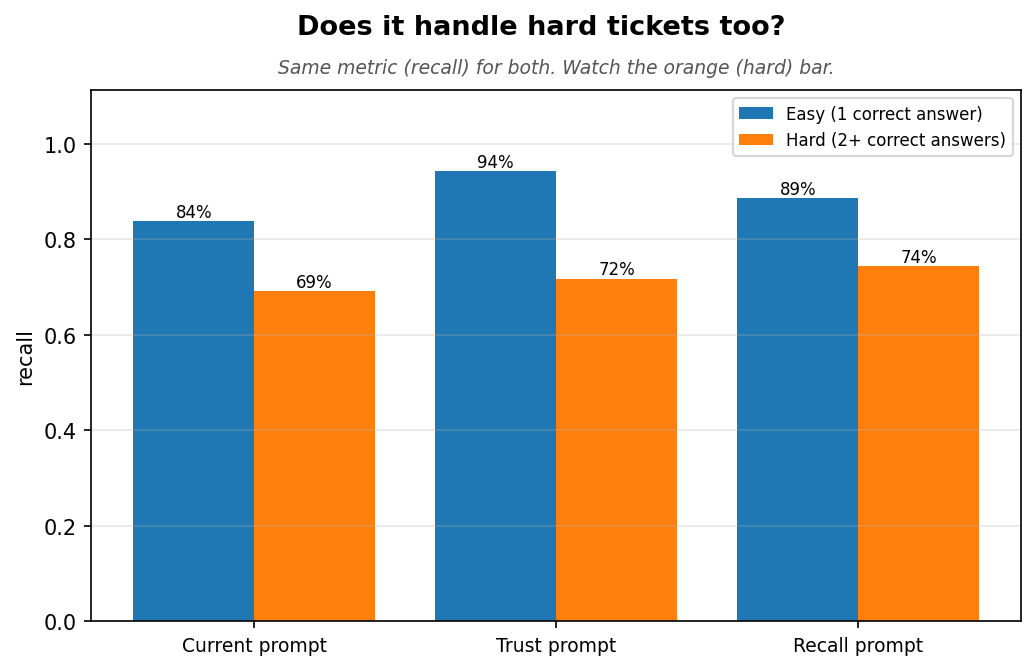 Does it handle hard tickets too?
Same metric (recall) for both. Watch the orange (hard) bar.
Easy (1 correct answer)
Hard (2+ correct answers)
1.0
0.8
0.6
0.4
0.2
0.0
recall
84%
69%
94%
72%
89%
74%
Current prompt
Trust prompt
Recall prompt